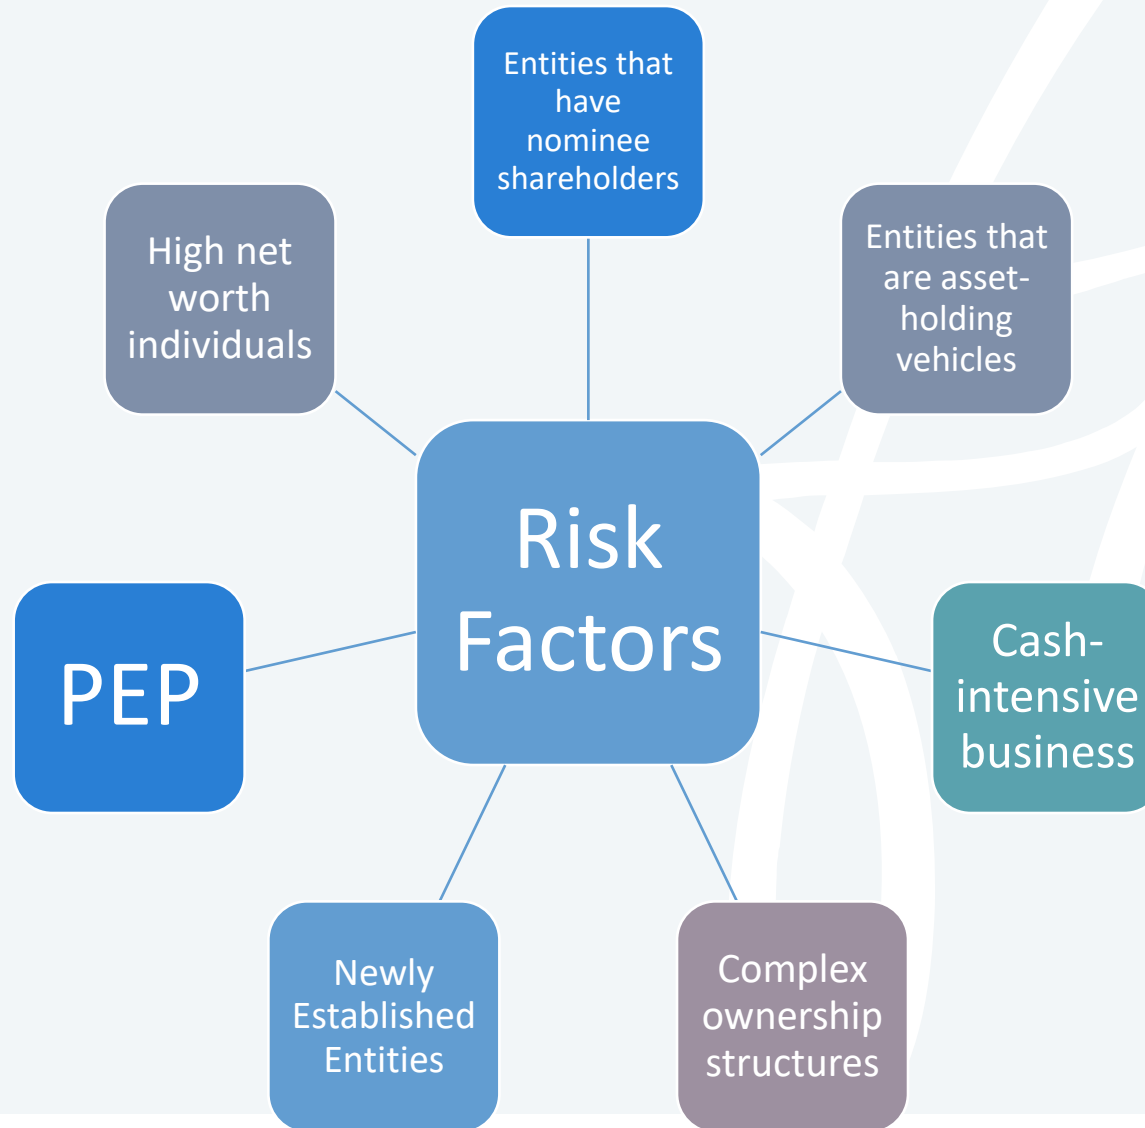 Entities that
have
nominee
shareholders
High net
worth
individuals
Entities that
are asset-
holding
vehicles
Risk
Factors
PEP
Cash-
intensive
business
Newly
Established
Entities
Complex
ownership
structures